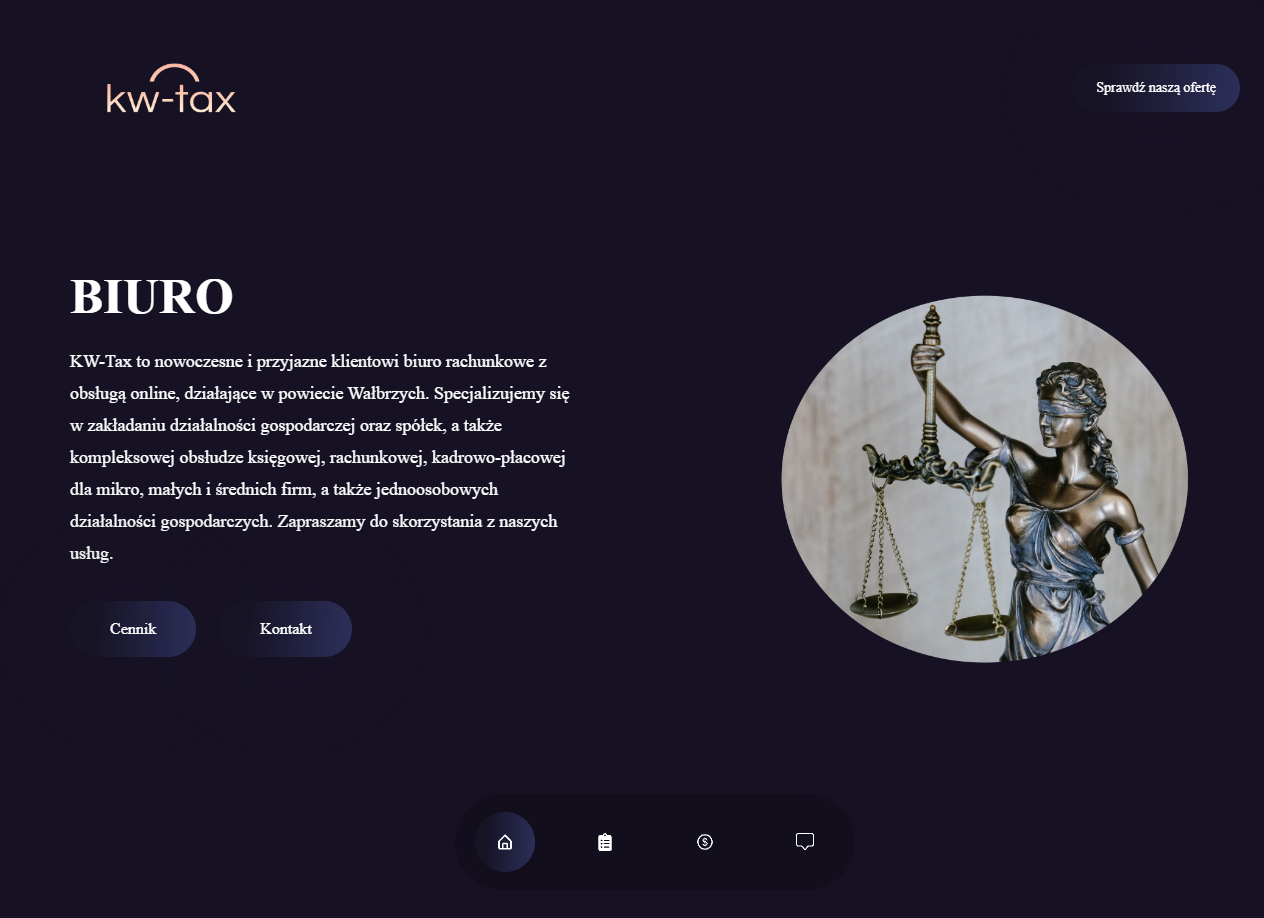 kw-tax
Sprawdź naszą ofertę
BIURO
KW-Tax to nowoczesne i przyjazne klientowi biuro rachunkowe z
obsługą online, działające w powiecie Wałbrzych. Specjalizujemy się
w zakładaniu działalności gospodarczej oraz spółek, a także
kompleksowej obsłudze księgowej, rachunkowej, kadrowo-płacowej
dla mikro, małych i średnich firm, a także jednoosobowych
działalności gospodarczych. Zapraszamy do skorzystania z naszych
usług.
Cennik
Kontakt